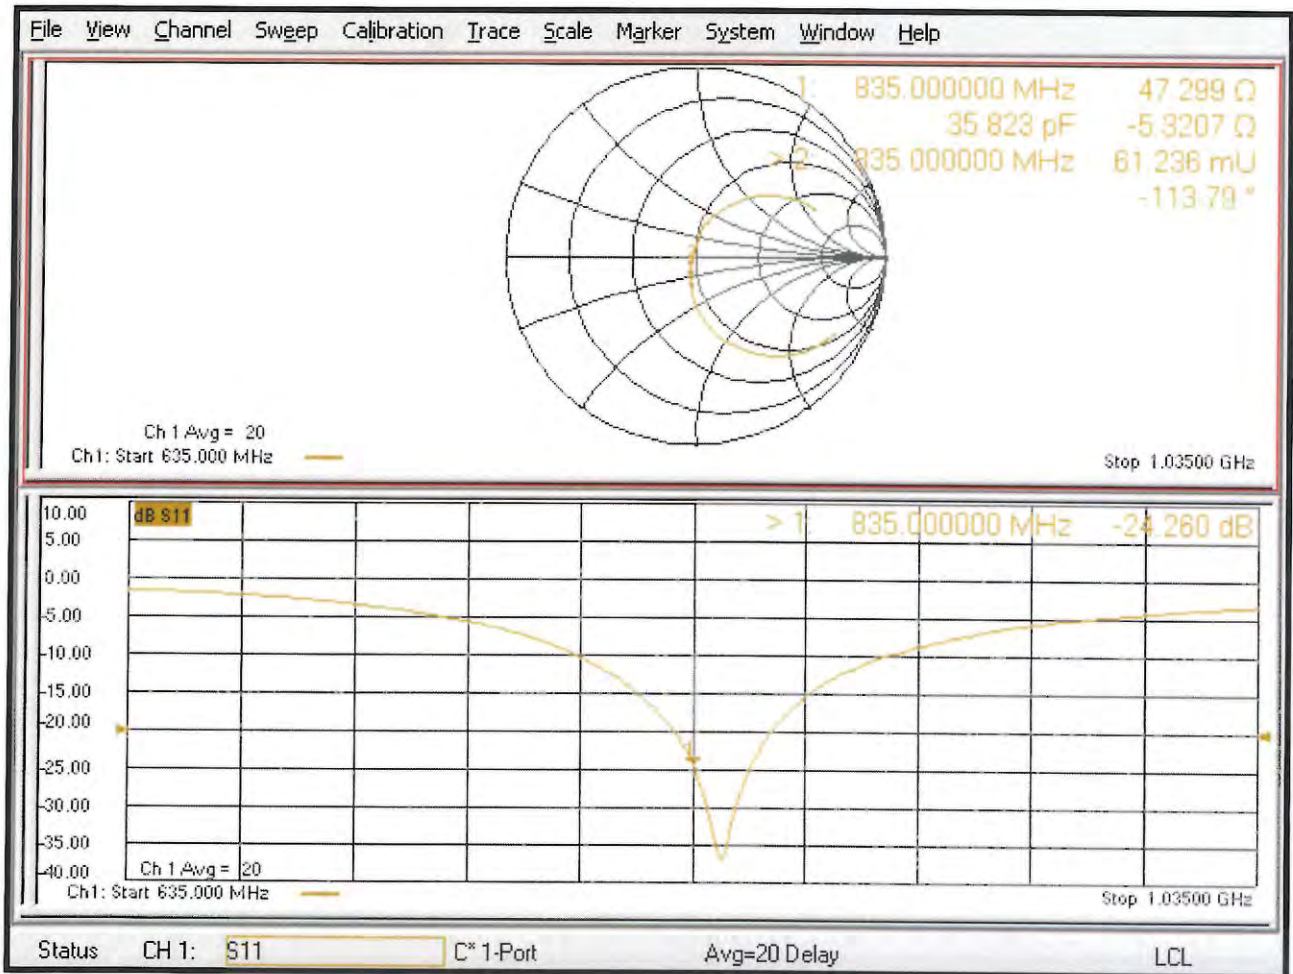 File View Channel Sweep Calibration Trace Scale Marker System Window Help
1: 835.000000 MHz 47.299 Ω
35.823 pF -5.3207 Ω
> 2: 835.000000 MHz 61.236 mU
-113.79 °
Ch 1 Avg = 20
Ch1: Start 635.000 MHz
Stop 1.03500 GHz
10.00
dB S11
> 1: 835.000000 MHz -24.260 dB
5.00
0.00
-5.00
-10.00
-15.00
-20.00
-25.00
-30.00
-35.00
-40.00
Ch 1 Avg = 20
Ch1: Start 635.000 MHz
Stop 1.03500 GHz
Status CH 1: S11 C* 1-Port Avg=20 Delay LCL